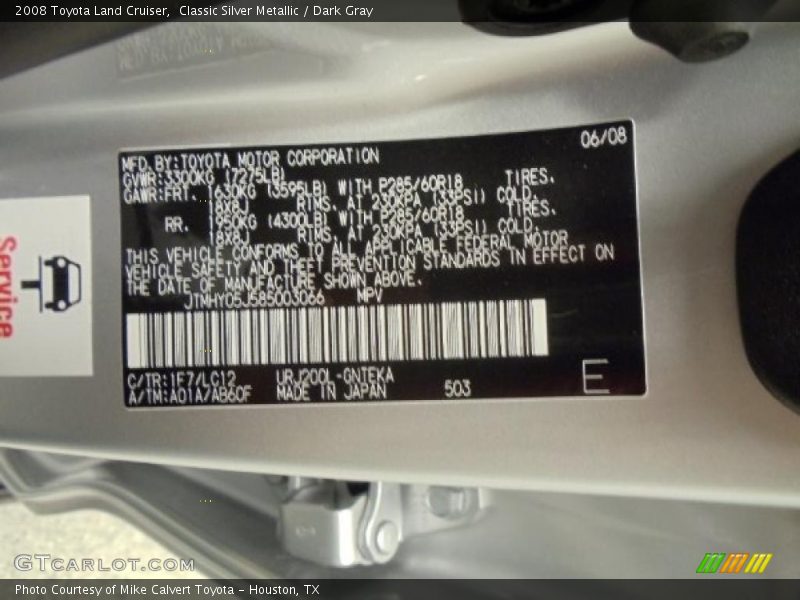 2008 Toyota Land Cruiser, Classic Silver Metallic / Dark Gray
06/08
MFD. BY: TOYOTA MOTOR CORPORATION
GVWR: 3300KG (7275LB)
GAWR: FRT. 1630KG (3595LB) WITH P285/60R18 TIRES.
18X8J RIMS. AT 230KPA (33PSI) COLD.
RR. 1950KG (4300LB) WITH P285/60R18 TIRES.
18X8J RIMS. AT 230KPA (33PSI) COLD.
THIS VEHICLE CONFORMS TO ALL APPLICABLE FEDERAL MOTOR
VEHICLE SAFETY AND THEFT PREVENTION STANDARDS IN EFFECT ON
THE DATE OF MANUFACTURE SHOWN ABOVE.
JTMHY05J585003066 MPV
C/TR: 1F7/LC12 URJ200L-GNTEKA
A/TM: A01A/AB60F MADE IN JAPAN 503
E
Service
GTCARLOT.COM
Photo Courtesy of Mike Calvert Toyota - Houston, TX